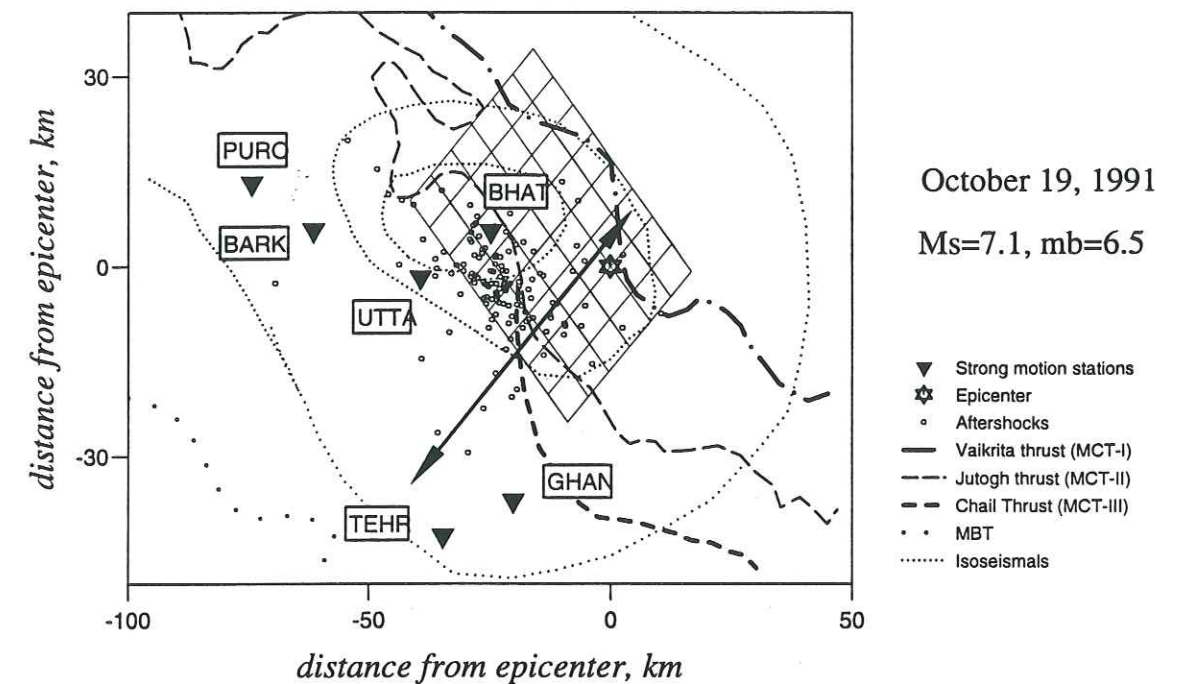 30
0
-30
-100
-50
0
50
distance from epicenter, km
distance from epicenter, km
PURO
BARK
UTTA
BHAT
GHAN
TEHR
October 19, 1991
Ms=7.1, mb=6.5
Strong motion stations
Epicenter
Aftershocks
Vaikrita thrust (MCT-I)
Jutogh thrust (MCT-II)
Chail Thrust (MCT-III)
MBT
Isoseismals